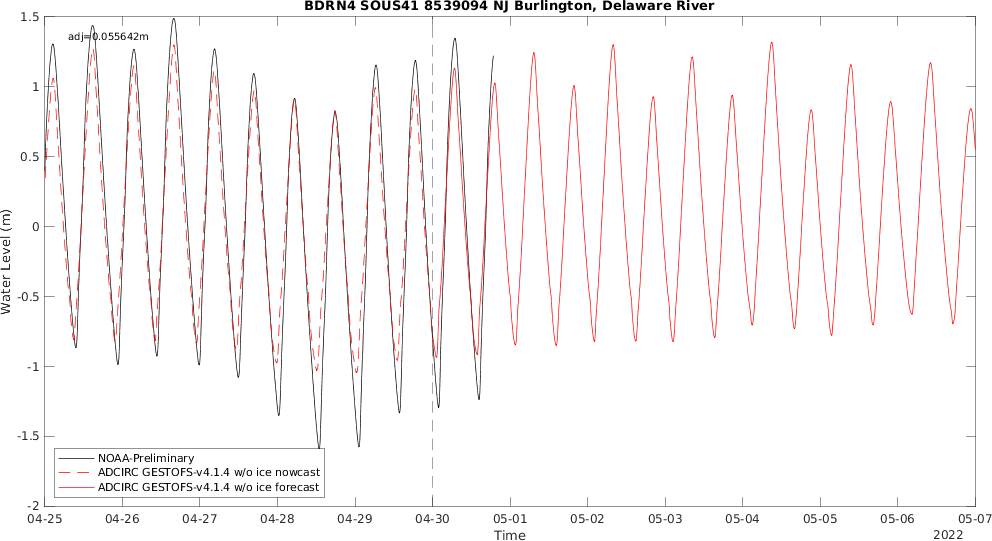 BDRN4 SOUS41 8539094 NJ Burlington, Delaware River
adj=0.055642m
1.5
1
0.5
0
-0.5
-1
-1.5
-2
Water Level (m)
NOAA-Preliminary
ADCIRC GESTOFS-v4.1.4 w/o ice nowcast
ADCIRC GESTOFS-v4.1.4 w/o ice forecast
04-25 04-26 04-27 04-28 04-29 04-30 05-01 05-02 05-03 05-04 05-05 05-06 05-07
Time
2022